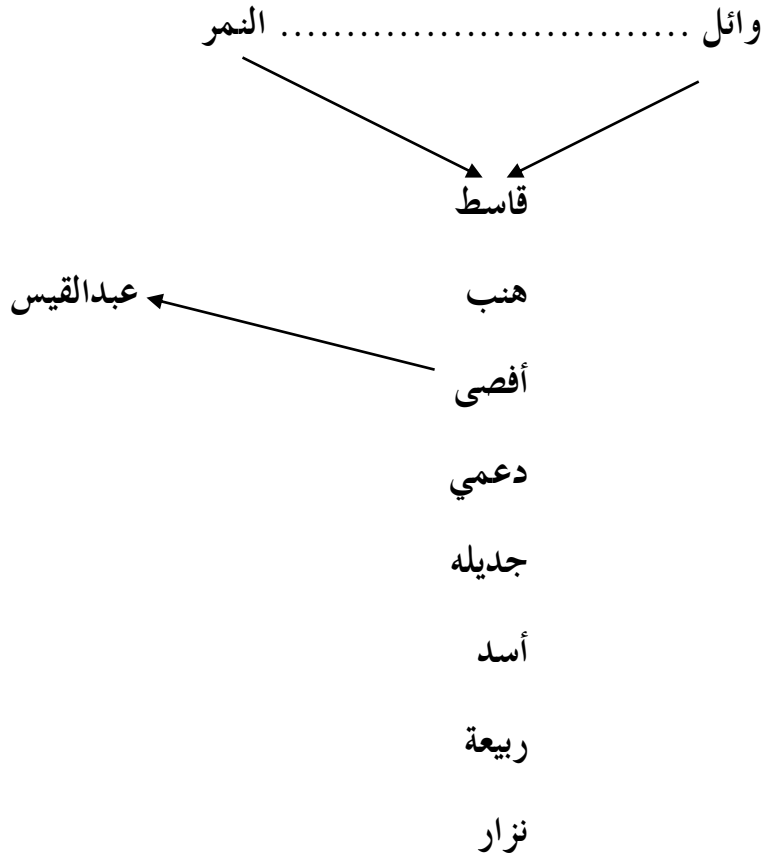 وائل ............................... النمر
قاسط
هنب عبدالقيس
أفصى
دعمي
جديله
أسد
ربيعة
نزار